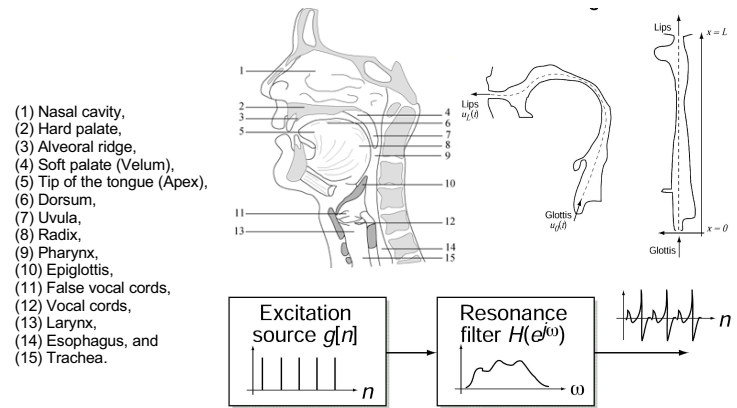 (1) Nasal cavity,
(2) Hard palate,
(3) Alveoral ridge,
(4) Soft palate (Velum),
(5) Tip of the tongue (Apex),
(6) Dorsum,
(7) Uvula,
(8) Radix,
(9) Pharynx,
(10) Epiglottis,
(11) False vocal cords,
(12) Vocal cords,
(13) Larynx,
(14) Esophagus, and
(15) Trachea.
1
2
3
5
11
13
4
6
7
8
9
10
12
14
15
Lips
u_L(t)
Glottis
u_0(t)
Lips
x = L
x = 0
Glottis
Excitation
source g[n]
n
Resonance
filter H(e^jω)
ω
n